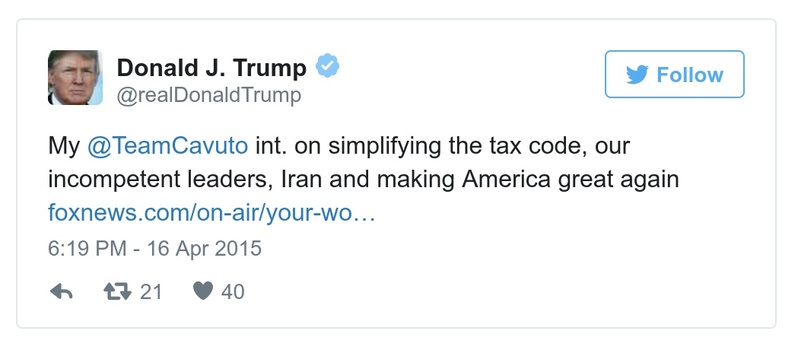 Donald J. Trump
@realDonaldTrump
Follow
My @TeamCavuto int. on simplifying the tax code, our
incompetent leaders, Iran and making America great again
foxnews.com/on-air/your-wo…
6:19 PM - 16 Apr 2015
21 40